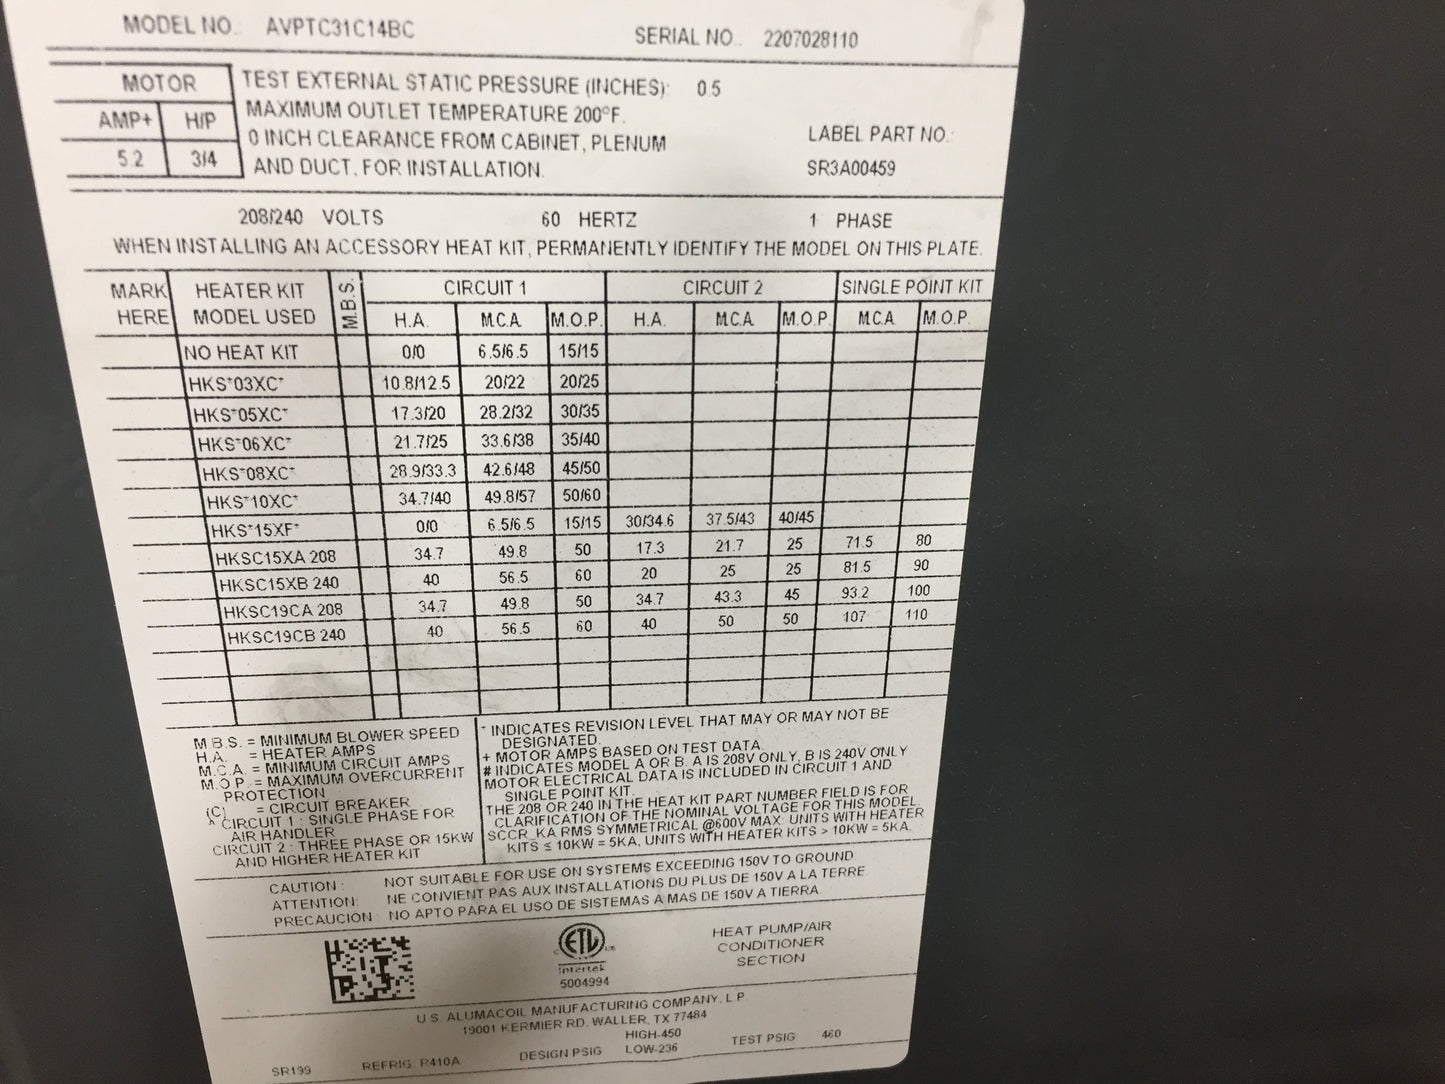 MODEL NO. AVPTC31C14BC
SERIAL NO. 2207028110
MOTOR
AMP+ H/P
5.2 3/4
TEST EXTERNAL STATIC PRESSURE (INCHES): 0.5
MAXIMUM OUTLET TEMPERATURE 200°F.
0 INCH CLEARANCE FROM CABINET, PLENUM
AND DUCT. FOR INSTALLATION.
LABEL PART NO.:
SR3A00459
208/240 VOLTS 60 HERTZ 1 PHASE
WHEN INSTALLING AN ACCESSORY HEAT KIT, PERMANENTLY IDENTIFY THE MODEL ON THIS PLATE.
MARK HERE HEATER KIT MODEL USED M.B.S. CIRCUIT 1 CIRCUIT 2 SINGLE POINT KIT
H.A. M.C.A M.O.P. H.A. M.C.A M.O.P. M.C.A M.O.P.
NO HEAT KIT 0/0 6.5/6.5 15/15
HKS*03XC* 10.8/12.5 20/22 20/25
HKS*05XC* 17.3/20 28.2/32 30/35
HKS*06XC* 21.7/25 33.6/38 35/40
HKS*08XC* 28.9/33.3 42.6/48 45/50
HKS*10XC* 34.7/40 49.8/57 50/60
HKS*15XF* 0/0 6.5/6.5 15/15 30/34.6 37.5/43 40/45
HKSC15XA 208 34.7 49.8 50 17.3 21.7 25 71.5 80
HKSC15XB 240 40 56.5 60 20 25 25 81.5 90
HKSC19CA 208 34.7 49.8 50 34.7 43.3 45 93.2 100
HKSC19CB 240 40 56.5 60 40 50 50 107 110
M.B.S. = MINIMUM BLOWER SPEED
H.A. = HEATER AMPS
M.C.A = MINIMUM CIRCUIT AMPS
M.O.P. = MAXIMUM OVERCURRENT
PROTECTION
(C) = CIRCUIT BREAKER
^ CIRCUIT 1 : SINGLE PHASE FOR
AIR HANDLER
CIRCUIT 2 : THREE PHASE OR 15KW
AND HIGHER HEATER KIT
* INDICATES REVISION LEVEL THAT MAY OR MAY NOT BE
DESIGNATED.
+ MOTOR AMPS BASED ON TEST DATA.
# INDICATES MODEL A OR B. A IS 208V ONLY, B IS 240V ONLY
MOTOR ELECTRICAL DATA IS INCLUDED IN CIRCUIT 1 AND
SINGLE POINT KIT.
THE 208 OR 240 IN THE HEAT KIT PART NUMBER FIELD IS FOR
CLARIFICATION OF THE NOMINAL VOLTAGE FOR THIS MODEL.
SCCR_KA RMS SYMMETRICAL @600V MAX: UNITS WITH HEATER
KITS ≤ 10KW = 5KA, UNITS WITH HEATER KITS > 10KW = 5KA.
CAUTION : NOT SUITABLE FOR USE ON SYSTEMS EXCEEDING 150V TO GROUND
ATTENTION: NE CONVIENT PAS AUX INSTALLATIONS DU PLUS DE 150V A LA TERRE
PRECAUCIÓN : NO APTO PARA EL USO DE SISTEMAS A MAS DE 150V A TIERRA.
ETL
Intertek
5004994
HEAT PUMP/AIR
CONDITIONER
SECTION
U.S. ALUMACOIL MANUFACTURING COMPANY, L P
19001 KERMIER RD. WALLER, TX 77484
SR199 REFRIG: R410A DESIGN PSIG HIGH-450 LOW-236 TEST PSIG 460